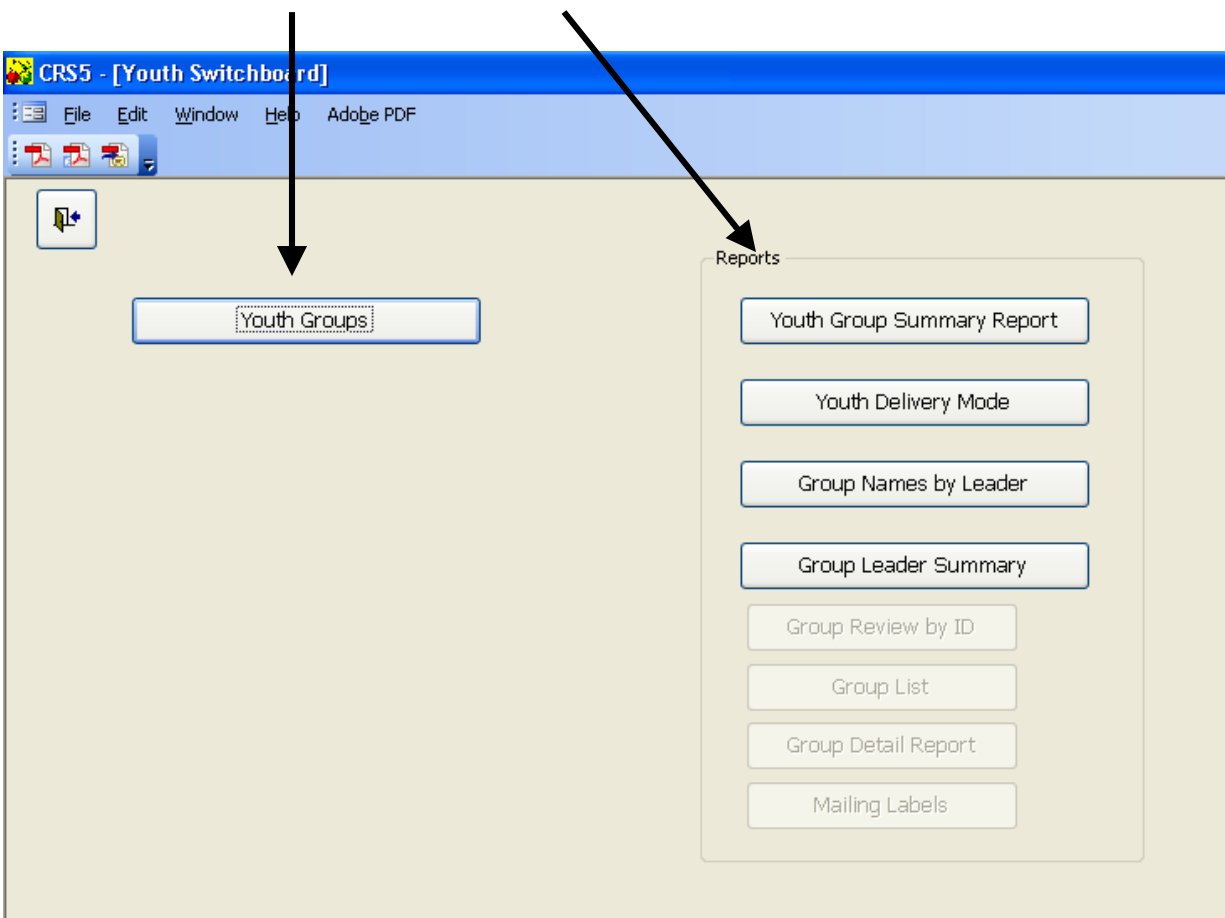 CRS5 - [Youth Switchboard]
File Edit Window Help Adobe PDF
Reports
Youth Groups
Youth Group Summary Report
Youth Delivery Mode
Group Names by Leader
Group Leader Summary
Group Review by ID
Group List
Group Detail Report
Mailing Labels